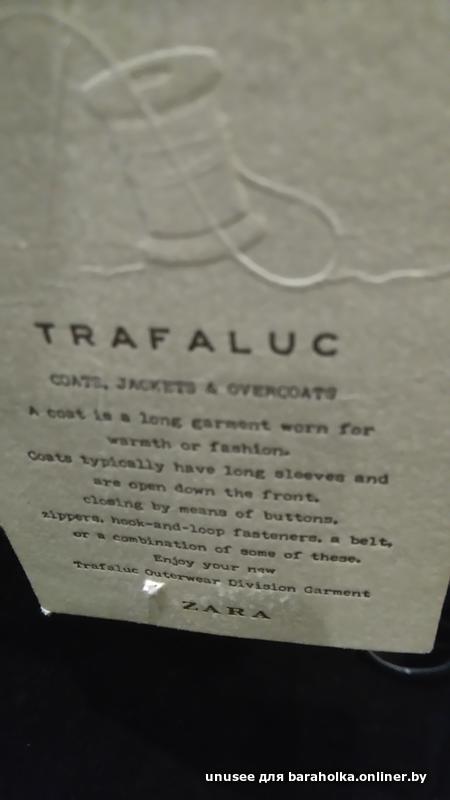 TRAFALUC
COATS, JACKETS & OVERCOATS
A coat is a long garment worn for
warmth or fashion.
Coats typically have long sleeves and
are open down the front,
closing by means of buttons,
zippers, hook-and-loop fasteners, a belt,
or a combination of some of these.
Enjoy your new
Trafaluc Outerwear Division Garment
ZARA
unusee для baraholka.onliner.by